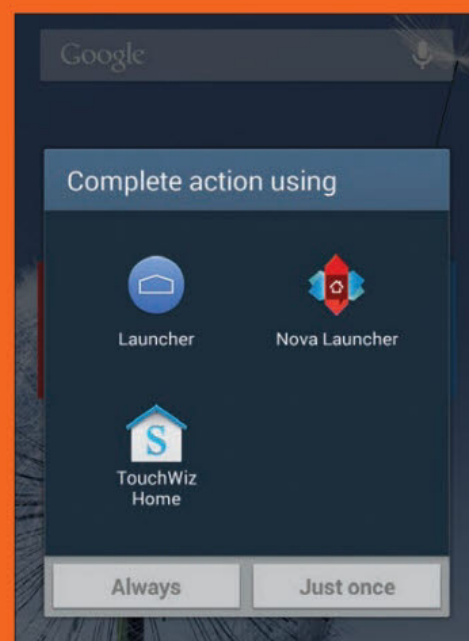 Google
Complete action using
Launcher
Nova Launcher
S
TouchWiz
Home
Always
Just once